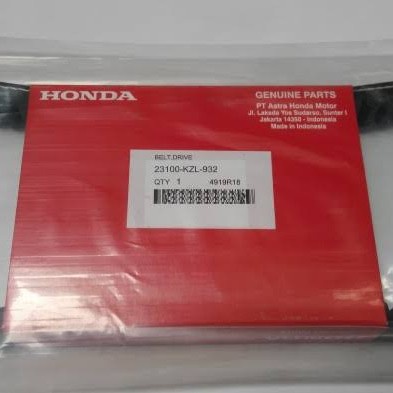 HONDA
GENUINE PARTS
PT Astra Honda Motor
Jl. Laksda Yos Sudarso, Sunter I
Jakarta 14350 - Indonesia
Made in Indonesia
BELT,DRIVE
23100-KZL-932
QTY 1 4919R18